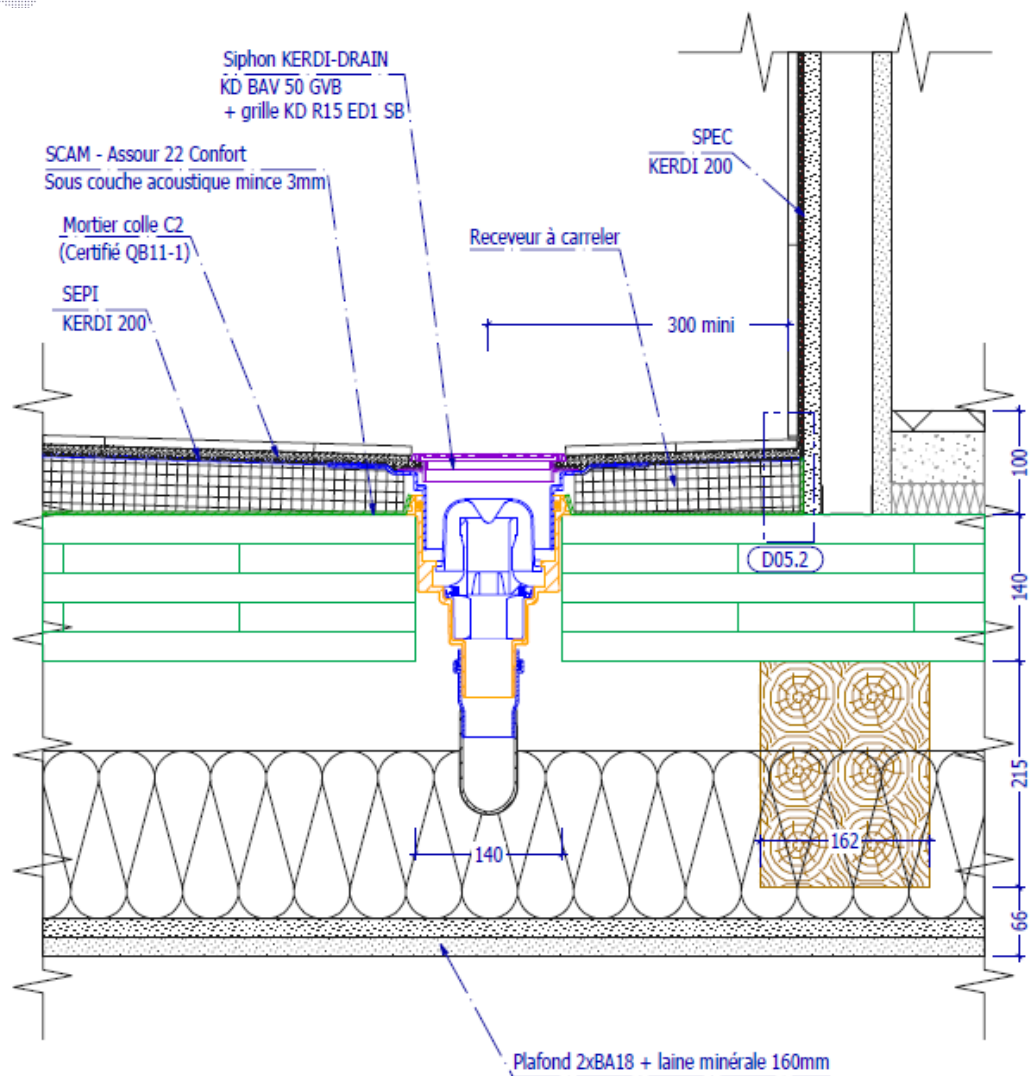 Siphon KERDI-DRAIN
KD BAV 50 GVB
+ grille KD R15 ED1 SB
SCAM - Assour 22 Confort
Sous couche acoustique mince 3mm
Mortier colle C2
(Certifié QB11-1)
SEPI
KERDI 200
Receveur à carreler
SPEC
KERDI 200
300 mini
100
D05.2
140
215
162
140
66
Plafond 2xBA18 + laine minérale 160mm